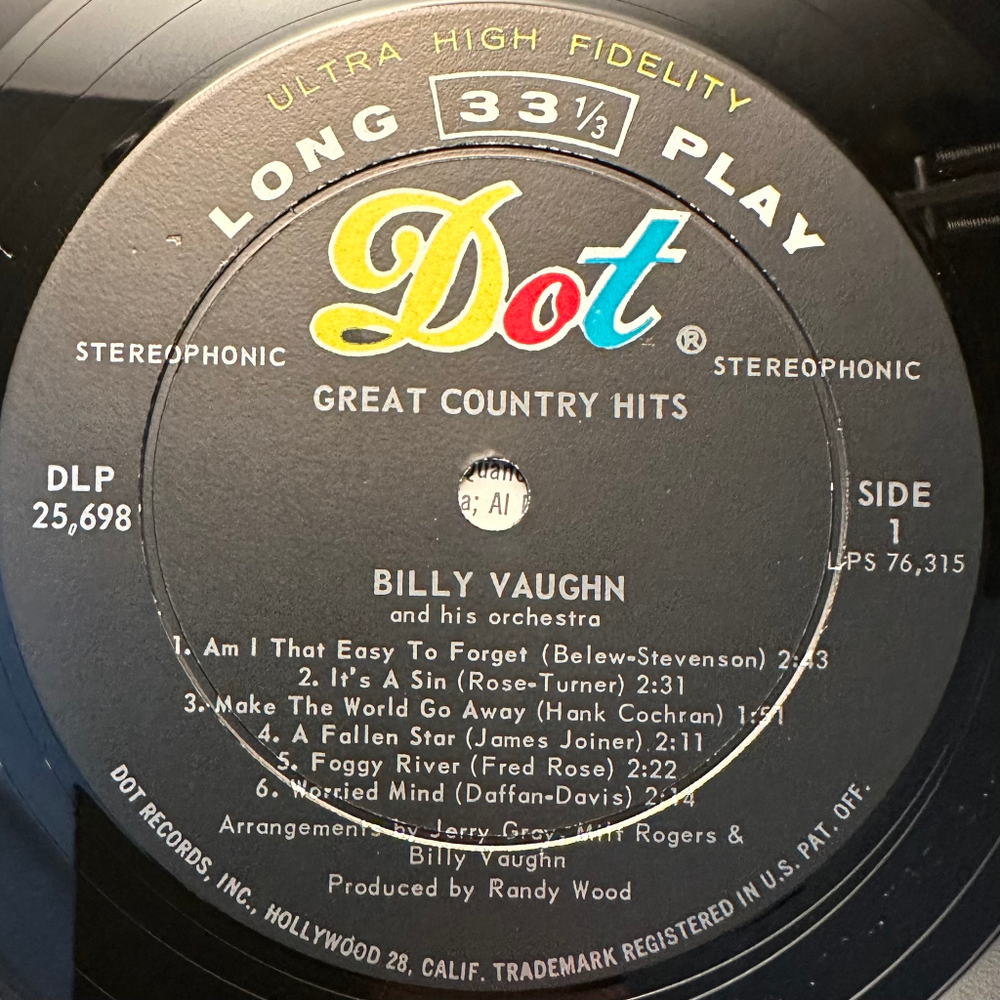 ULTRA HIGH FIDELITY
LONG 33 1/3 PLAY
Dot ®
STEREOPHONIC STEREOPHONIC
GREAT COUNTRY HITS
DLP SIDE
25,698 1
LPS 76,315
a; Al
BILLY VAUGHN
and his orchestra
1. Am I That Easy To Forget (Belew-Stevenson) 2:43
2. It's A Sin (Rose-Turner) 2:31
3. Make The World Go Away (Hank Cochran) 1:51
4. A Fallen Star (James Joiner) 2:11
5. Foggy River (Fred Rose) 2:22
6. Worried Mind (Daffan-Davis) 2:14
Arrangements by Jerry Gray, Milt Rogers &
Billy Vaughn
Produced by Randy Wood
DOT RECORDS, INC., HOLLYWOOD 28, CALIF. TRADEMARK REGISTERED IN U.S. PAT. OFF.